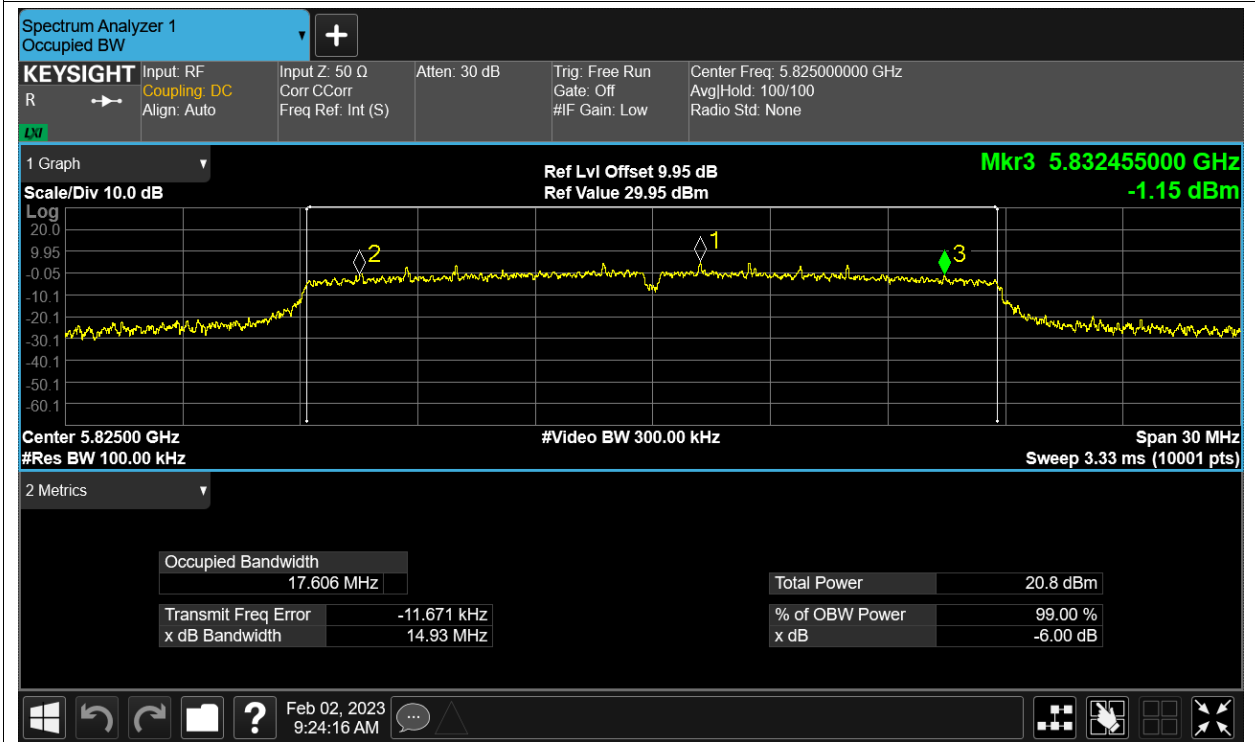 Spectrum Analyzer 1
Occupied BW
KEYSIGHT Input: RF Input Z: 50 Ω Atten: 30 dB Trig: Free Run Center Freq: 5.825000000 GHz
R Coupling: DC Corr CCorr Gate: Off Avg|Hold: 100/100
Align: Auto Freq Ref: Int (S) #IF Gain: Low Radio Std: None
LXI
1 Graph Ref Lvl Offset 9.95 dB Mkr3 5.832455000 GHz
Scale/Div 10.0 dB Ref Value 29.95 dBm -1.15 dBm
Log
20.0
9.95
-0.05
-10.1
-20.1
-30.1
-40.1
-50.1
-60.1
2
1
3
Center 5.82500 GHz #Video BW 300.00 kHz Span 30 MHz
#Res BW 100.00 kHz Sweep 3.33 ms (10001 pts)
2 Metrics
Occupied Bandwidth
17.606 MHz Total Power 20.8 dBm
Transmit Freq Error -11.671 kHz % of OBW Power 99.00 %
x dB Bandwidth 14.93 MHz x dB -6.00 dB
? Feb 02, 2023
9:24:16 AM